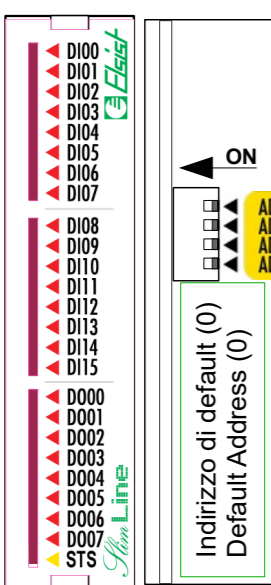 DI00
DI01
DI02
DI03
DI04
DI05
DI06
DI07
Elsist
DI08
DI09
DI10
DI11
DI12
DI13
DI14
DI15
DO00
DO01
DO02
DO03
DO04
DO05
DO06
DO07
STS
Slim Line
ON
Indirizzo di default (0)
Default Address (0)